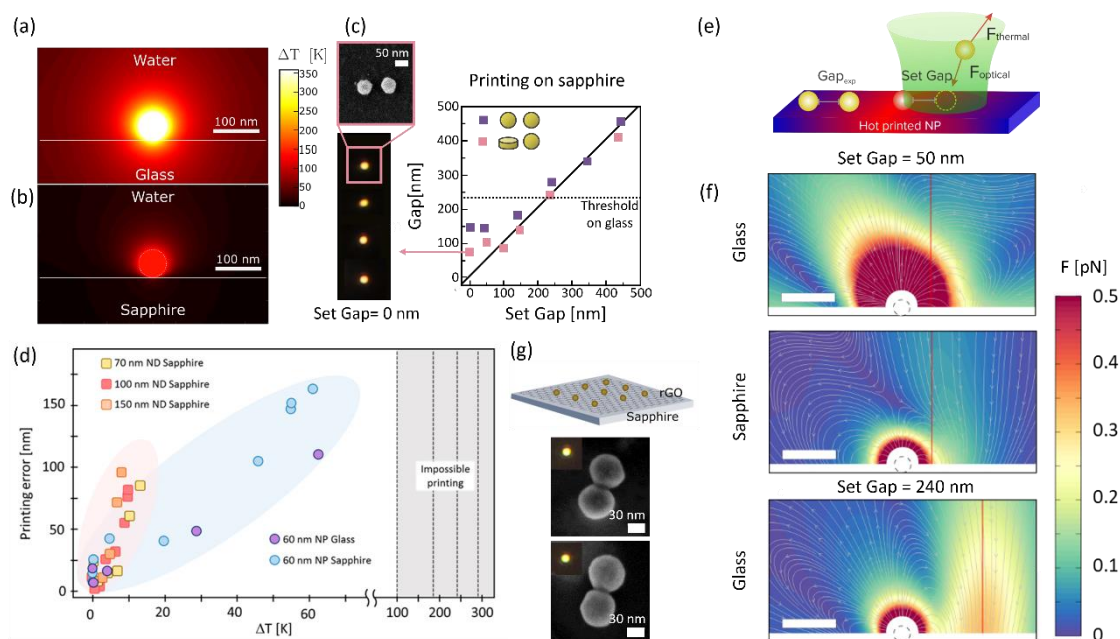 (a)
Water
100 nm
Glass
ΔT [K]
350
300
250
200
150
100
50
0
(b)
Water
100 nm
Sapphire
(c)
50 nm
Set Gap= 0 nm
Printing on sapphire
Gap[nm]
500
400
300
200
100
0
Threshold
on glass
0 100 200 300 400 500
Set Gap [nm]
(d)
Printing error [nm]
150
100
50
0
70 nm ND Sapphire
100 nm ND Sapphire
150 nm ND Sapphire
Impossible
printing
60 nm NP Glass
60 nm NP Sapphire
0 20 40 60 100 200 300
ΔT [K]
(e)
Fthermal
Foptical
Gapexp
Set Gap
Hot printed NP
(f)
Set Gap = 50 nm
Glass
Sapphire
Set Gap = 240 nm
Glass
F [pN]
0.5
0.4
0.3
0.2
0.1
0
(g)
rGO
Sapphire
30 nm
30 nm